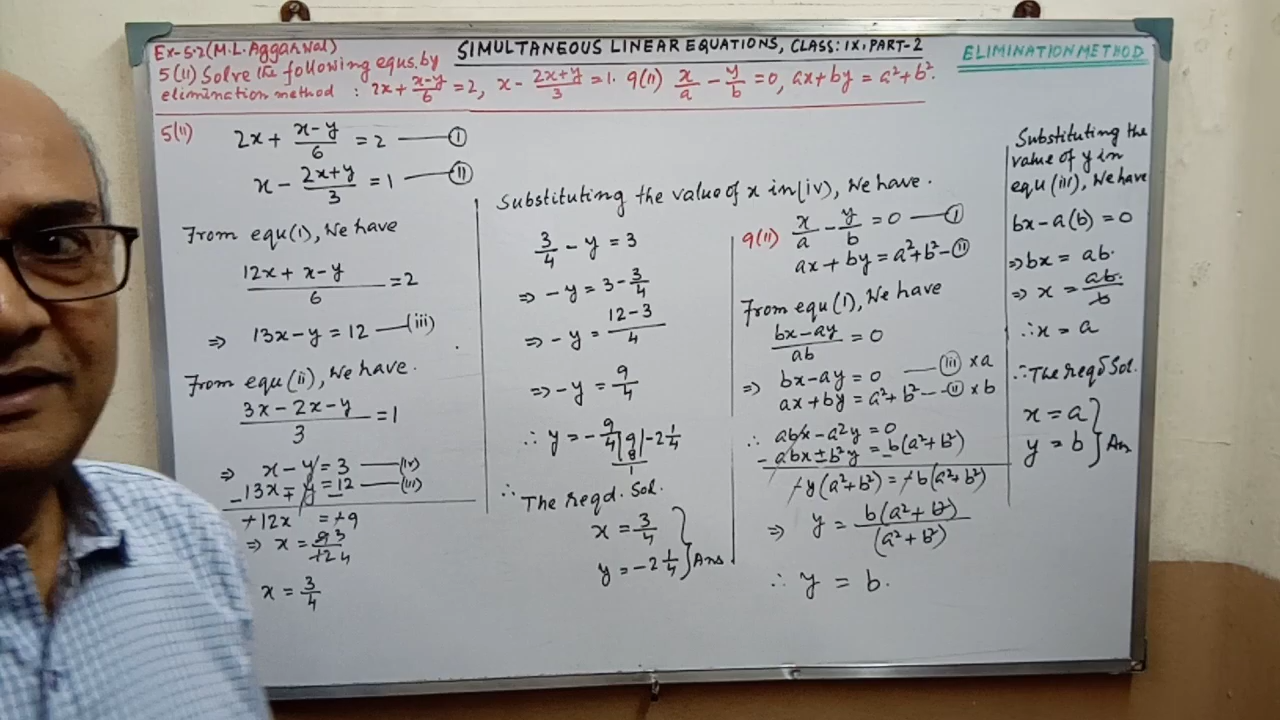 Ex-5.2(M.L.Aggarwal)
SIMULTANEOUS LINEAR EQUATIONS, CLASS: IX, PART-2
ELIMINATION METHOD
5(ii) Solve the following equs. by
elimination method : 2x + (x-y)/6 = 2, x - (2x+y)/3 = 1. 9(ii) x/a - y/b = 0, ax + by = a² + b².
5(ii)
2x + (x-y)/6 = 2 — (i)
x - (2x+y)/3 = 1 — (ii)
From equ(i), We have
(12x + x-y)/6 = 2
⇒ 13x - y = 12 — (iii)
From equ(ii), We have.
(3x - 2x - y)/3 = 1
⇒ x - y = 3 — (iv)
-13x ∓ y = -12 — (iii)
+12x = +9
⇒ x = 9 3/12 4
x = 3/4
Substituting the value of x in (iv), We have.
3/4 - y = 3
⇒ -y = 3 - 3/4
⇒ -y = (12-3)/4
⇒ -y = 9/4
∴ y = -9/4 4|9|-2 1/4
8
1
∴ The reqd. Sol.
x = 3/4
y = -2 1/4 } Ans
9(ii) x/a - y/b = 0 — (i)
ax + by = a² + b² — (ii)
From equ(i), We have
(bx - ay)/ab = 0
⇒ bx - ay = 0 — (iii) × a
ax + by = a² + b² — (ii) × b
∴ abx - a²y = 0
- abx ± b²y = - b(a² + b²)
-y(a² + b²) = -b(a² + b²)
⇒ y = b(a² + b²)/(a² + b²)
∴ y = b.
Substituting the
value of y in
equ (iii), We have
bx - a(b) = 0
⇒ bx = ab.
⇒ x = ab/b
∴ x = a
∴ The reqd Sol.
x = a
y = b } Ans